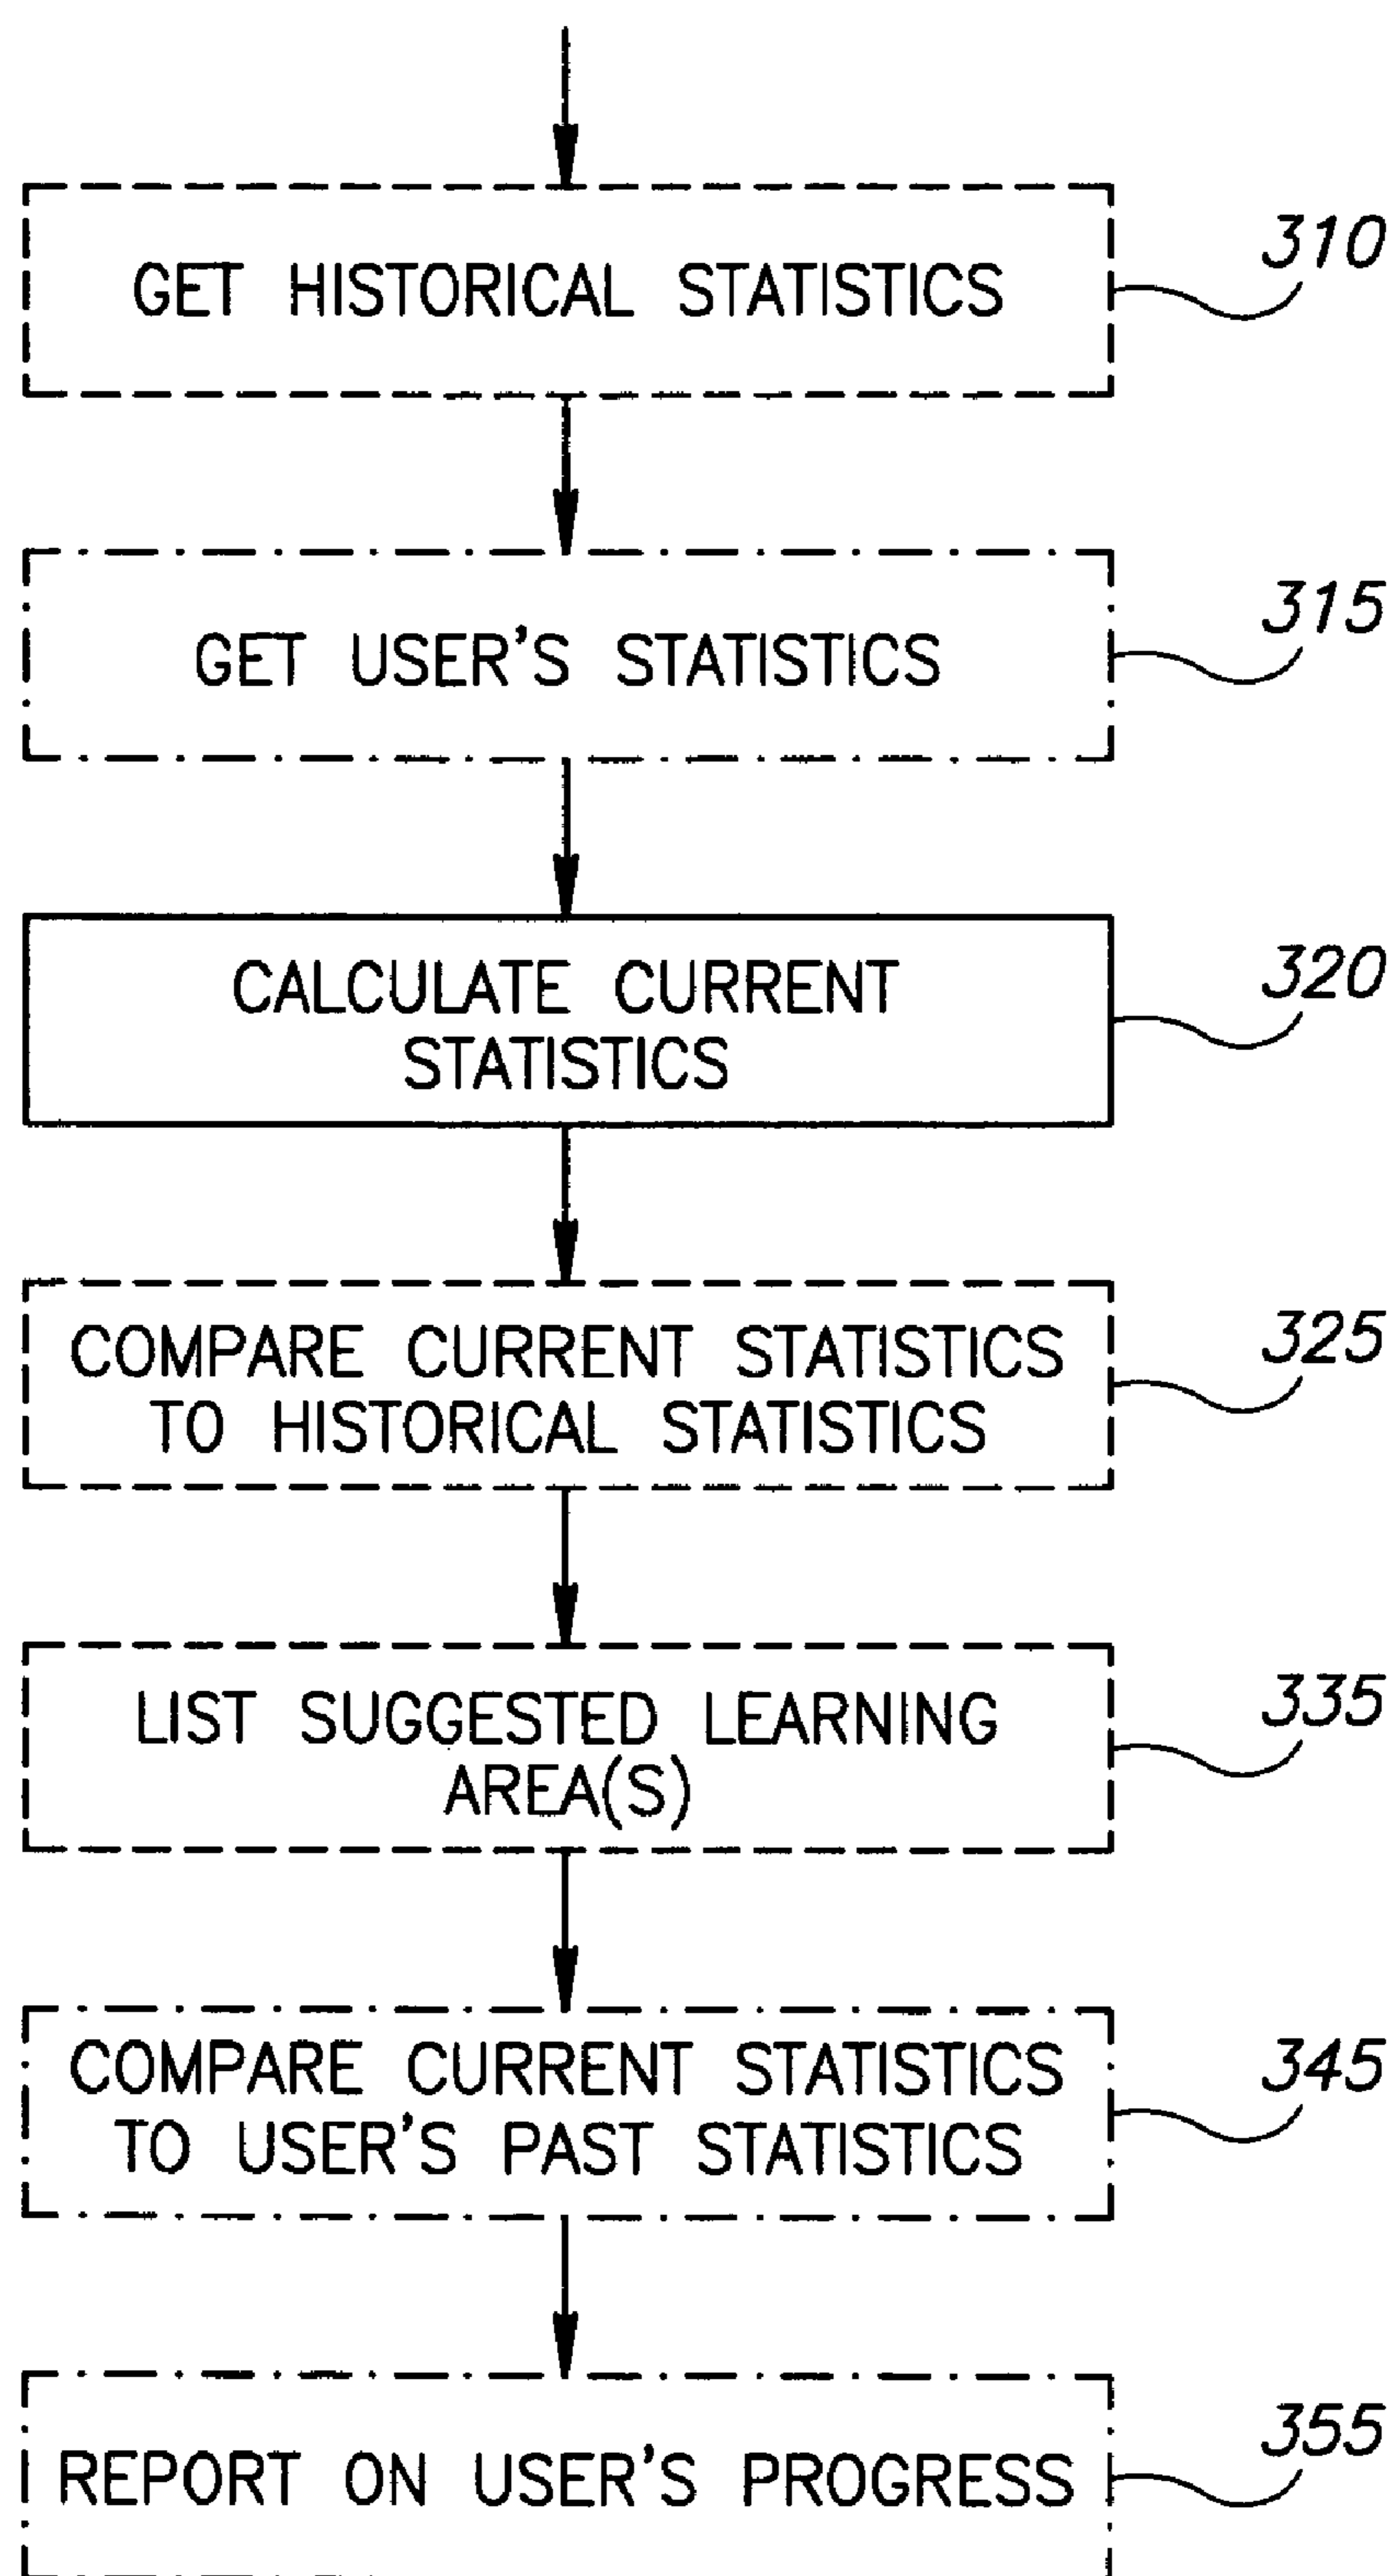 GET HISTORICAL STATISTICS
310
GET USER'S STATISTICS
315
CALCULATE CURRENT
STATISTICS
320
COMPARE CURRENT STATISTICS
TO HISTORICAL STATISTICS
325
LIST SUGGESTED LEARNING
AREA(S)
335
COMPARE CURRENT STATISTICS
TO USER'S PAST STATISTICS
345
REPORT ON USER'S PROGRESS
355